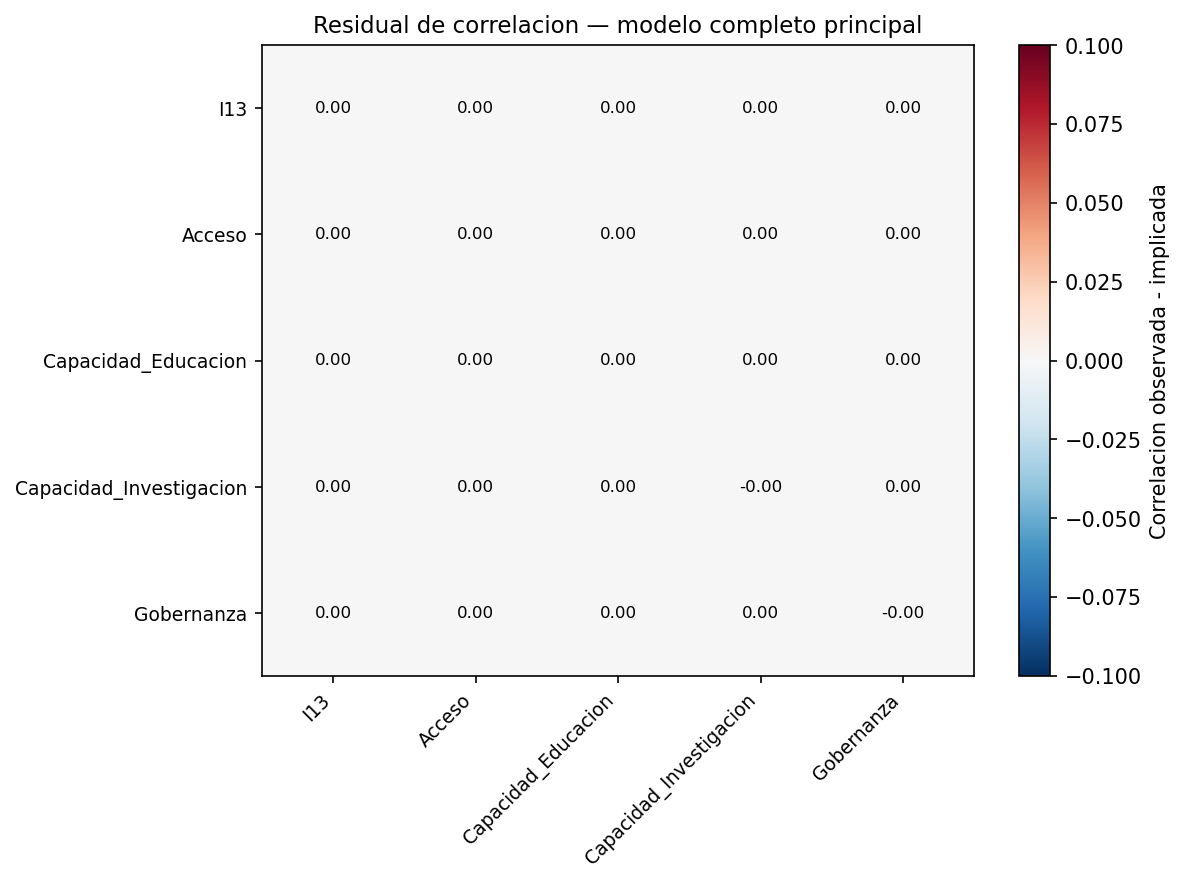 Residual de correlacion — modelo completo principal
I13 0.00 0.00 0.00 0.00 0.00
Acceso 0.00 0.00 0.00 0.00 0.00
Capacidad_Educacion 0.00 0.00 0.00 0.00 0.00
Capacidad_Investigacion 0.00 0.00 0.00 -0.00 0.00
Gobernanza 0.00 0.00 0.00 0.00 -0.00
I13
Acceso
Capacidad_Educacion
Capacidad_Investigacion
Gobernanza
0.100
0.075
0.050
0.025
0.000
−0.025
−0.050
−0.075
−0.100
Correlacion observada - implicada